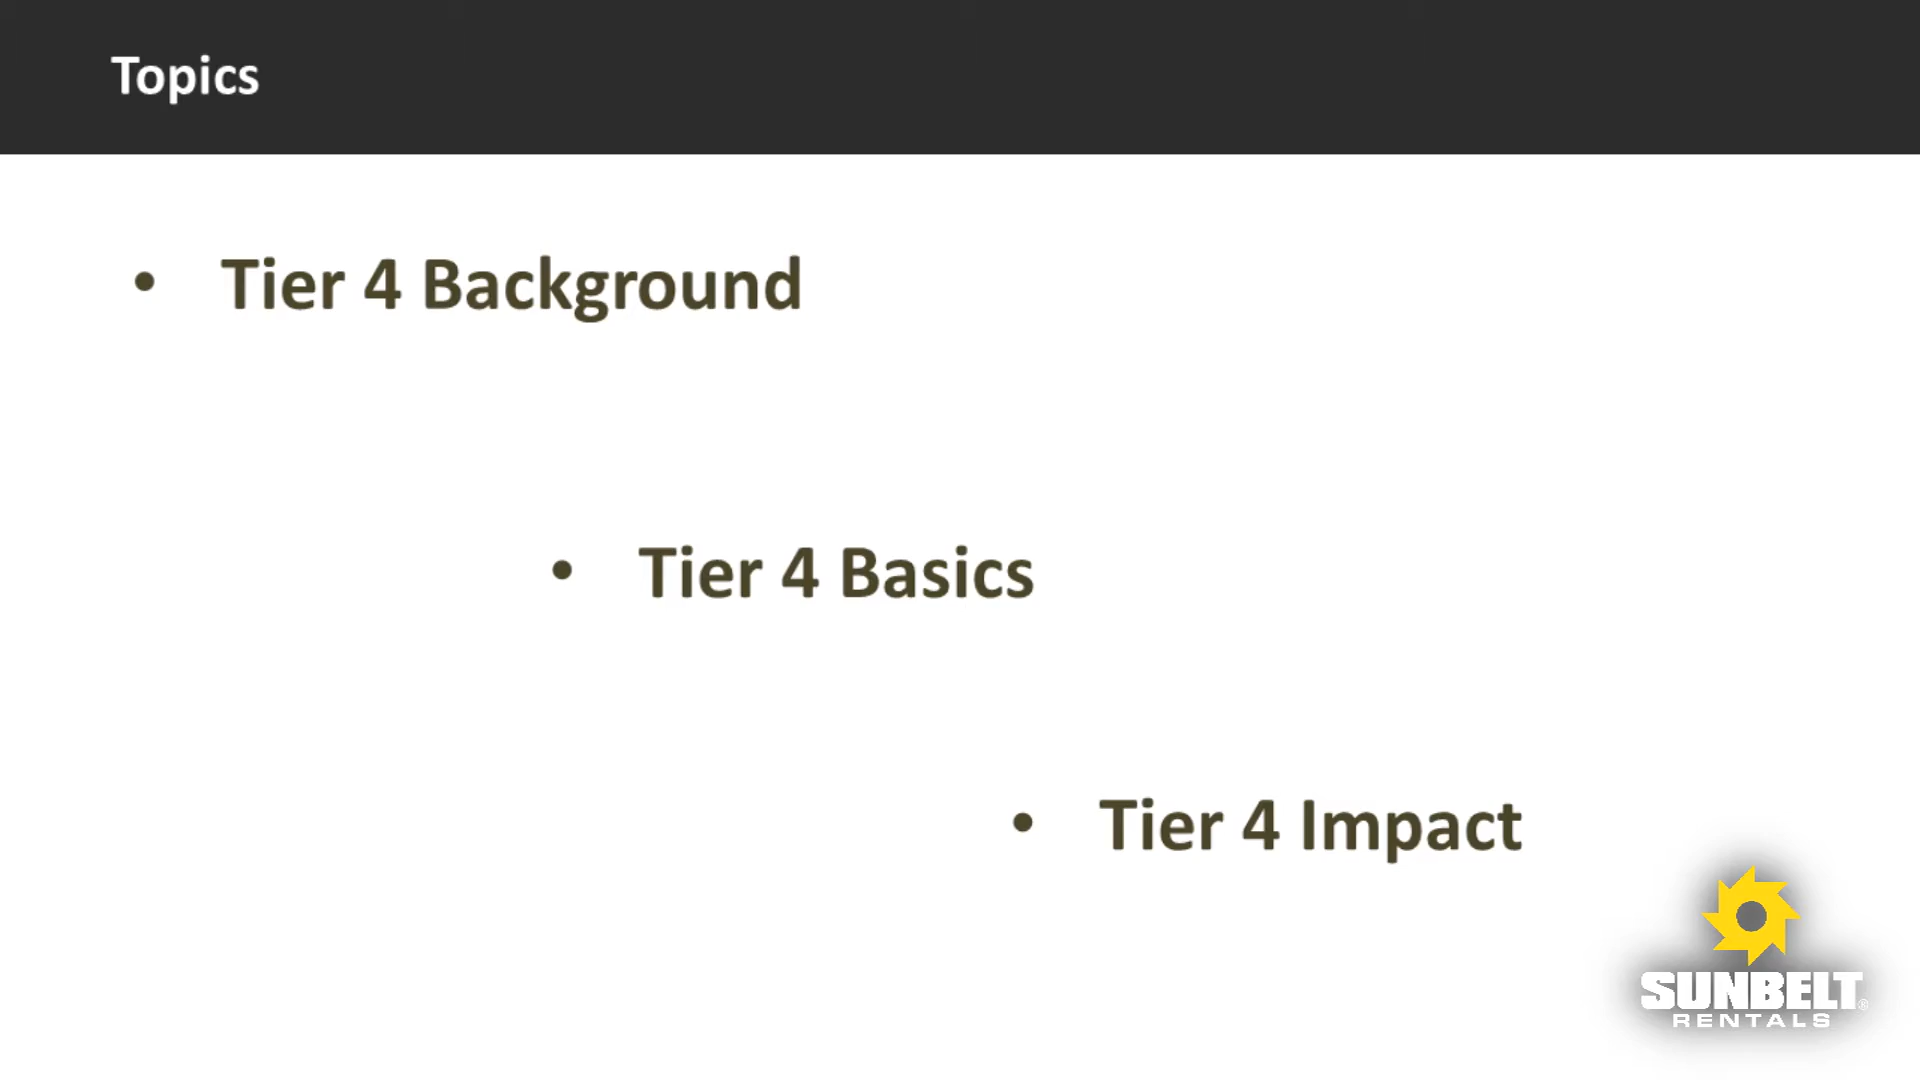 Topics
• Tier 4 Background
• Tier 4 Basics
• Tier 4 Impact
SUNBELT®
RENTALS